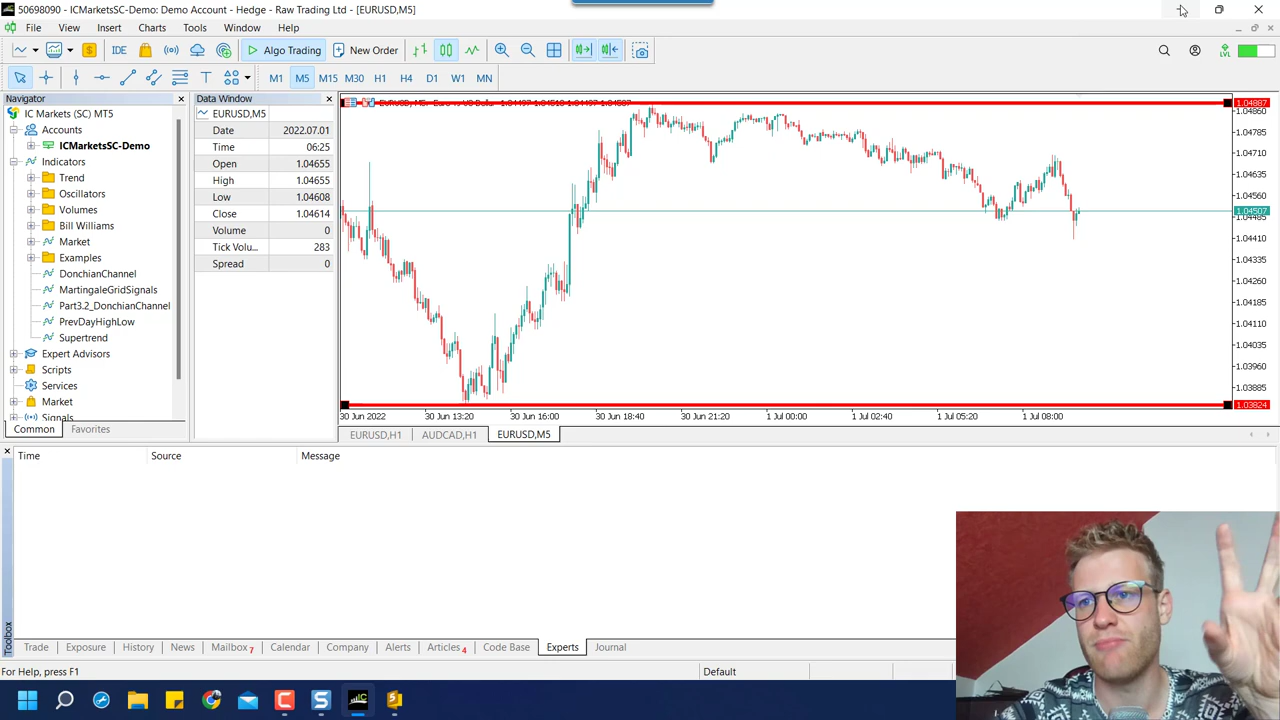 50698090 - ICMarketsSC-Demo: Demo Account - Hedge - Raw Trading Ltd - [EURUSD,M5]
File View Insert Charts Tools Window Help
IDE Algo Trading New Order LVL
M1 M5 M15 M30 H1 H4 D1 W1 MN
Navigator
IC Markets (SC) MT5
Accounts
ICMarketsSC-Demo
Indicators
Trend
Oscillators
Volumes
Bill Williams
Market
Examples
DonchianChannel
MartingaleGridSignals
Part3.2_DonchianChannel
PrevDayHighLow
Supertrend
Expert Advisors
Scripts
Services
Market
Signals
Common Favorites
Data Window
EURUSD,M5
Date 2022.07.01
Time 06:25
Open 1.04655
High 1.04655
Low 1.04608
Close 1.04614
Volume 0
Tick Volu... 283
Spread 0
1.04887
1.04860
1.04785
1.04710
1.04635
1.04560
1.04507
1.04485
1.04410
1.04335
1.04260
1.04185
1.04110
1.04035
1.03960
1.03885
1.03824
30 Jun 2022 30 Jun 13:20 30 Jun 16:00 30 Jun 18:40 30 Jun 21:20 1 Jul 00:00 1 Jul 02:40 1 Jul 05:20 1 Jul 08:00
EURUSD,H1 AUDCAD,H1 EURUSD,M5
Time Source Message
Toolbox
Trade Exposure History News Mailbox 7 Calendar Company Alerts Articles 4 Code Base Experts Journal
For Help, press F1 Default